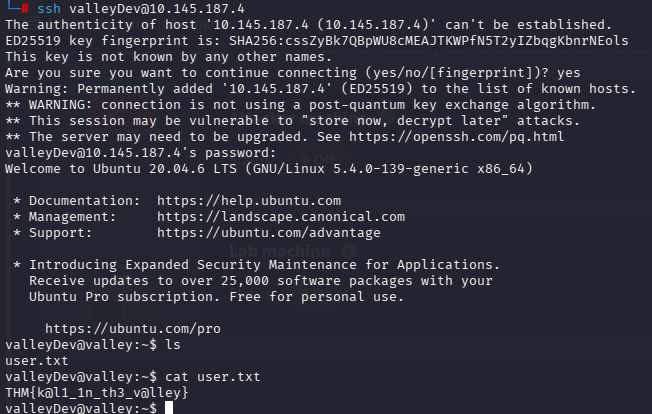 └─# ssh valleyDev@10.145.187.4
The authenticity of host '10.145.187.4 (10.145.187.4)' can't be established.
ED25519 key fingerprint is: SHA256:cssZyBk7QBpWU8cMEAJTKWPfN5T2yIZbqgKbnrNEols
This key is not known by any other names.
Are you sure you want to continue connecting (yes/no/[fingerprint])? yes
Warning: Permanently added '10.145.187.4' (ED25519) to the list of known hosts.
** WARNING: connection is not using a post-quantum key exchange algorithm.
** This session may be vulnerable to "store now, decrypt later" attacks.
** The server may need to be upgraded. See https://openssh.com/pq.html
valleyDev@10.145.187.4's password:
Welcome to Ubuntu 20.04.6 LTS (GNU/Linux 5.4.0-139-generic x86_64)
* Documentation:  https://help.ubuntu.com
* Management:     https://landscape.canonical.com
* Support:        https://ubuntu.com/advantage
Lab machine
* Introducing Expanded Security Maintenance for Applications.
Receive updates to over 25,000 software packages with your
Ubuntu Pro subscription. Free for personal use.
https://ubuntu.com/pro
valleyDev@valley:~$ ls
user.txt
valleyDev@valley:~$ cat user.txt
THM{k@l1_1n_th3_v@lley}
valleyDev@valley:~$